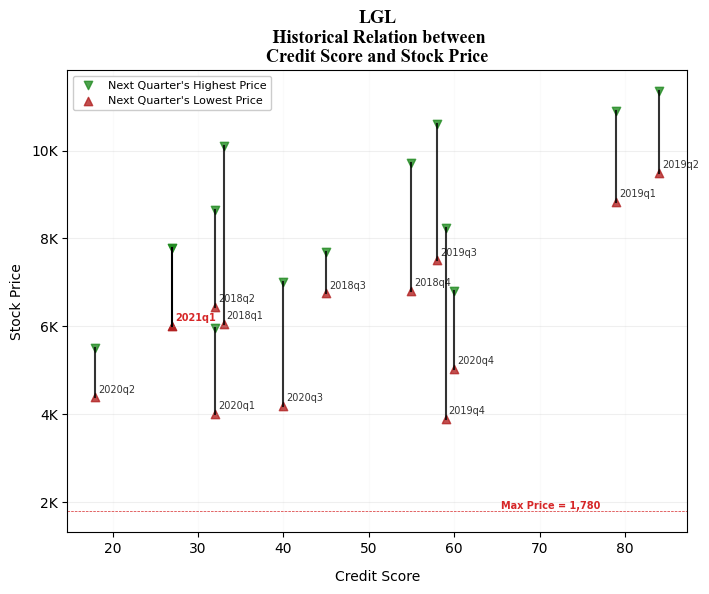 LGL
Historical Relation between
Credit Score and Stock Price
Next Quarter's Highest Price
Next Quarter's Lowest Price
10K
8K
6K
4K
2K
Stock Price
2019q2
2019q1
2019q3
2018q4
2018q3
2018q2
2021q1
2018q1
2020q4
2020q2
2020q3
2020q1
2019q4
Max Price = 1,780
20
30
40
50
60
70
80
Credit Score